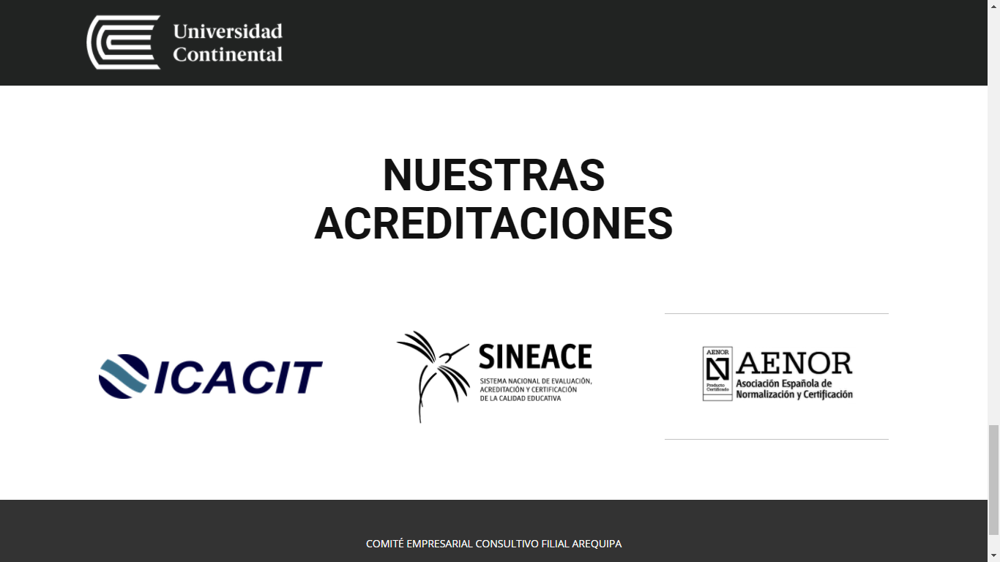 Universidad
Continental
NUESTRAS
ACREDITACIONES
ICACIT
SINEACE
SISTEMA NACIONAL DE EVALUACIÓN,
ACREDITACIÓN Y CERTIFICACIÓN
DE LA CALIDAD EDUCATIVA
AENOR
Producto
Certificado
AENOR
Asociación Española de
Normalización y Certificación
COMITÉ EMPRESARIAL CONSULTIVO FILIAL AREQUIPA